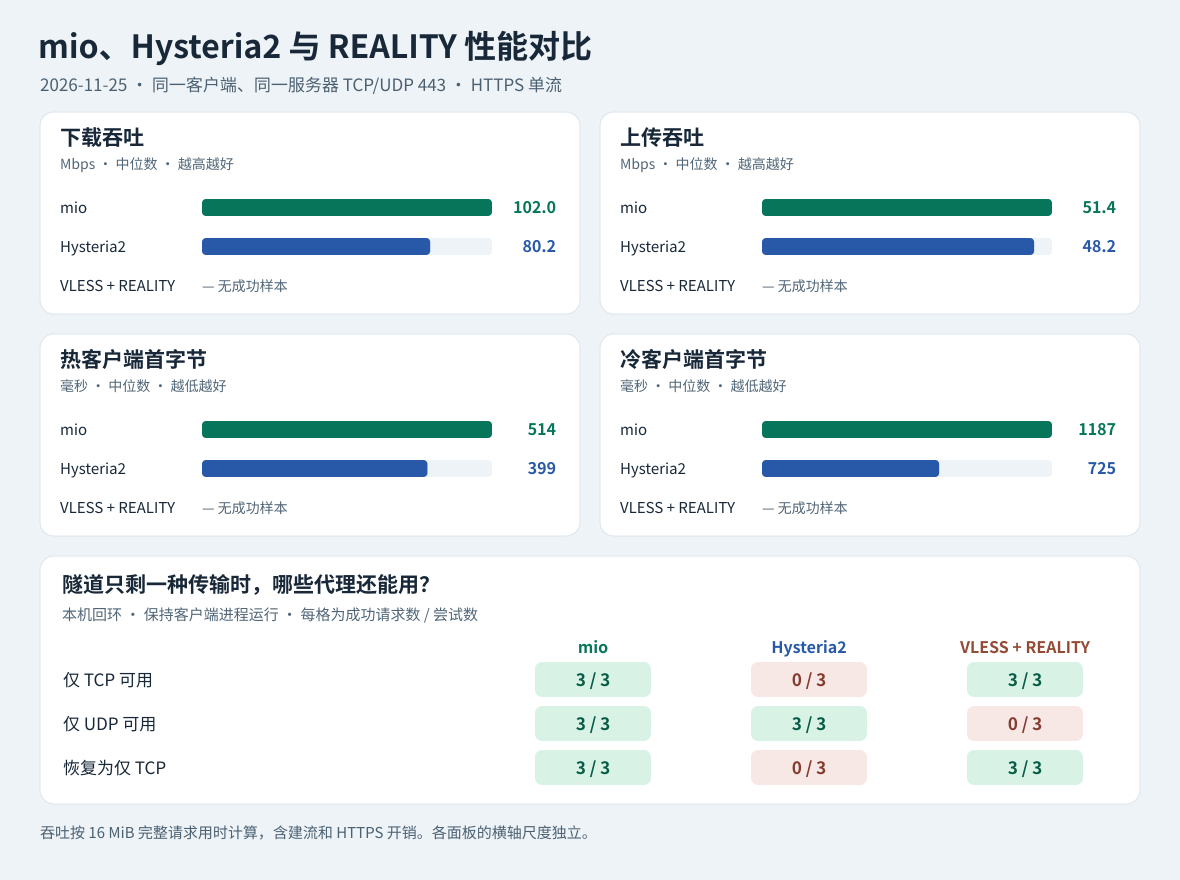 mio、Hysteria2 与 REALITY 性能对比
2026-11-25 · 同一客户端、同一服务器 TCP/UDP 443 · HTTPS 单流
下载吞吐
Mbps · 中位数 · 越高越好
mio 102.0
Hysteria2 80.2
VLESS + REALITY — 无成功样本
上传吞吐
Mbps · 中位数 · 越高越好
mio 51.4
Hysteria2 48.2
VLESS + REALITY — 无成功样本
热客户端首字节
毫秒 · 中位数 · 越低越好
mio 514
Hysteria2 399
VLESS + REALITY — 无成功样本
冷客户端首字节
毫秒 · 中位数 · 越低越好
mio 1187
Hysteria2 725
VLESS + REALITY — 无成功样本
隧道只剩一种传输时，哪些代理还能用？
本机回环 · 保持客户端进程运行 · 每格为成功请求数 / 尝试数
mio Hysteria2 VLESS + REALITY
仅 TCP 可用 3 / 3 0 / 3 3 / 3
仅 UDP 可用 3 / 3 3 / 3 0 / 3
恢复为仅 TCP 3 / 3 0 / 3 3 / 3
吞吐按 16 MiB 完整请求用时计算，含建流和 HTTPS 开销。各面板的横轴尺度独立。